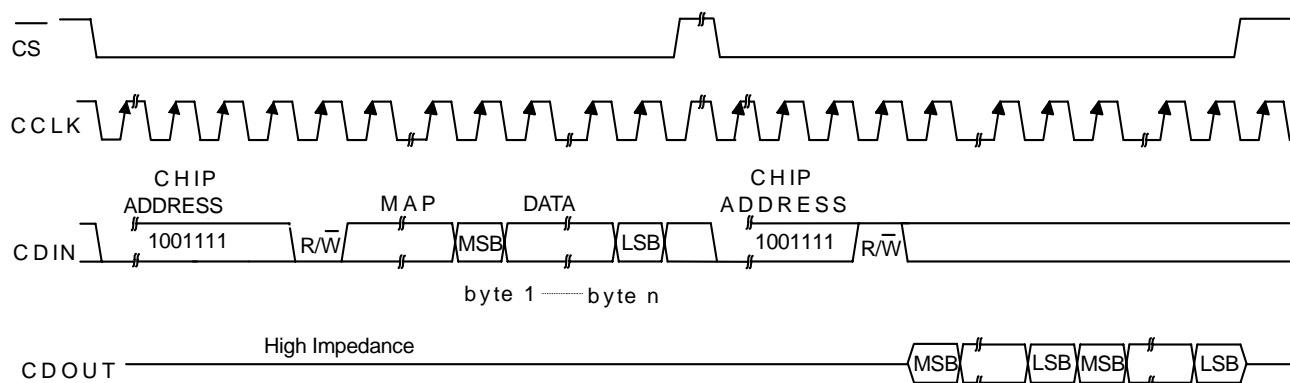 CS
CCLK
CHIP ADDRESS
MAP
DATA
CHIP ADDRESS
CDIN
1001111
R/W
MSB
LSB
1001111
R/W
byte 1 byte n
High Impedance
CDOUT
MSB
LSB
MSB
LSB